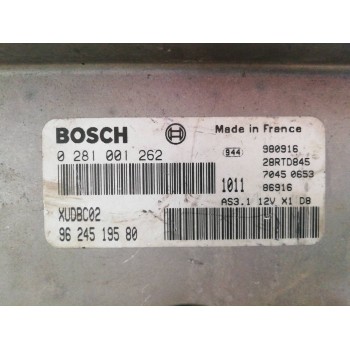 BOSCH
Made in France
0 281 001 262
944
980916
28RTD845
7045 0653
1011
86916
AS3.1 12V X1 D8
XUDBC02
96 245 195 80